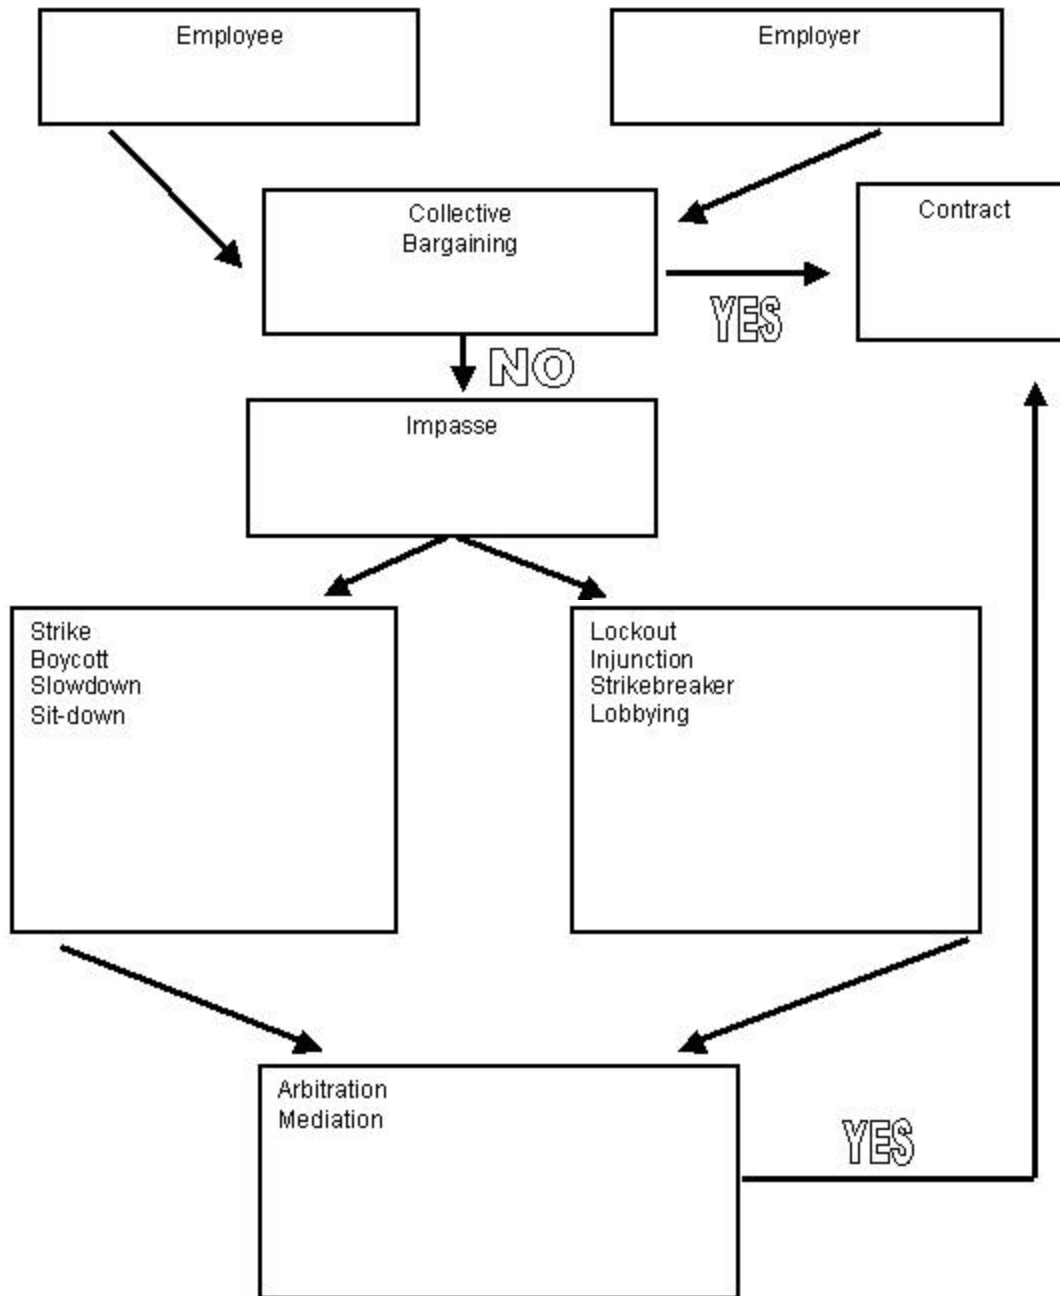 Employee
Employer
Collective
Bargaining
Contract
YES
NO
Impasse
Strike
Boycott
Slowdown
Sit-down
Lockout
Injunction
Strikebreaker
Lobbying
Arbitration
Mediation
YES